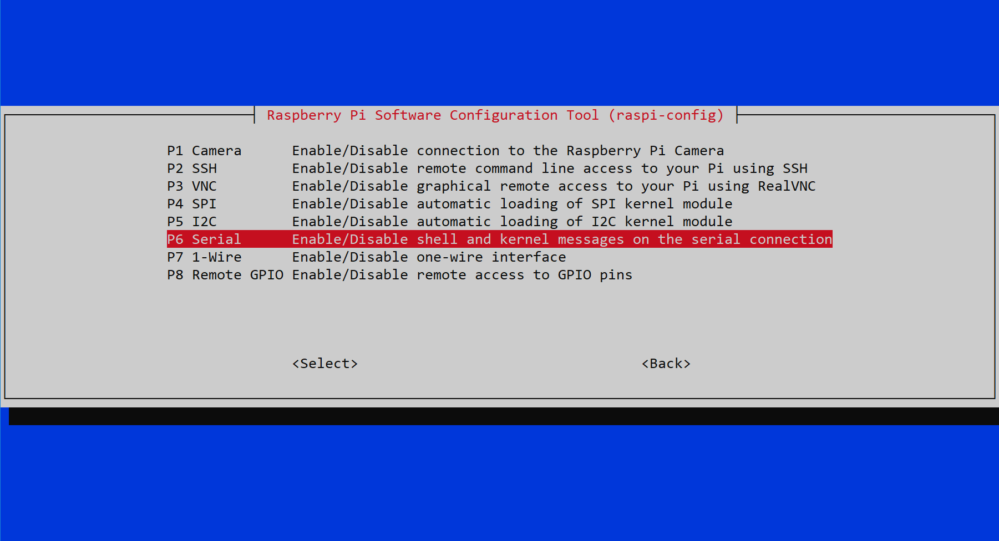 Raspberry Pi Software Configuration Tool (raspi-config)
P1 Camera Enable/Disable connection to the Raspberry Pi Camera
P2 SSH Enable/Disable remote command line access to your Pi using SSH
P3 VNC Enable/Disable graphical remote access to your Pi using RealVNC
P4 SPI Enable/Disable automatic loading of SPI kernel module
P5 I2C Enable/Disable automatic loading of I2C kernel module
P6 Serial Enable/Disable shell and kernel messages on the serial connection
P7 1-Wire Enable/Disable one-wire interface
P8 Remote GPIO Enable/Disable remote access to GPIO pins
<Select> <Back>